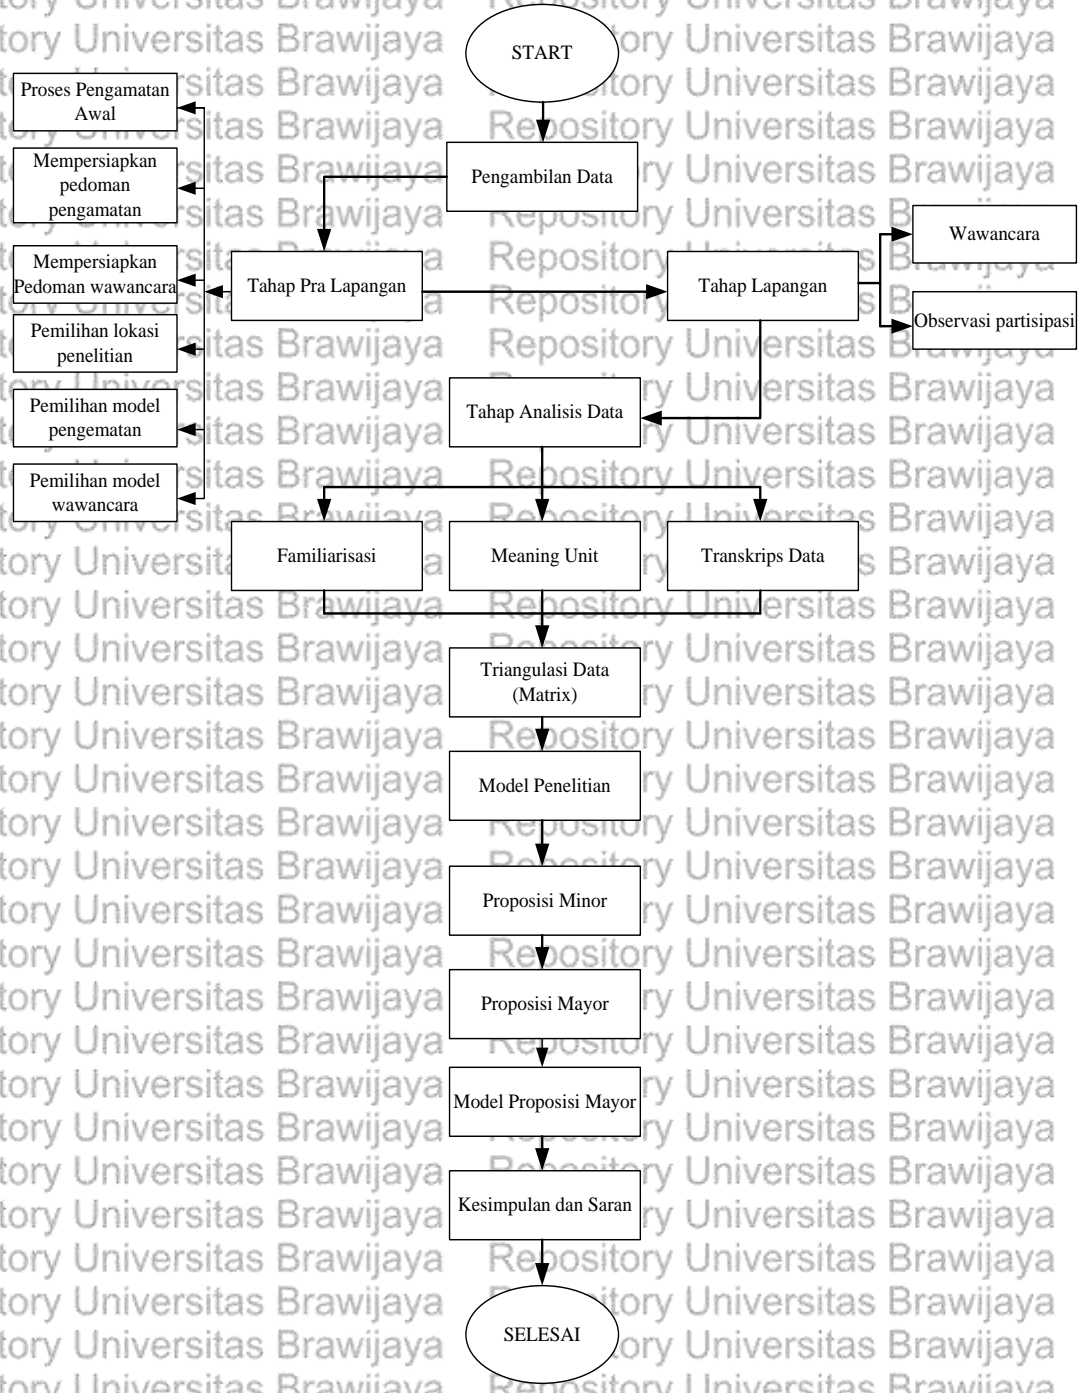 START
Pengambilan Data
Proses Pengamatan
Awal
Mempersiapkan
pedoman
pengamatan
Mempersiapkan
Pedoman wawancara
Pemilihan lokasi
penelitian
Pemilihan model
pengematan
Pemilihan model
wawancara
Tahap Pra Lapangan
Tahap Lapangan
Wawancara
Observasi partisipasi
Tahap Analisis Data
Familiarisasi
Meaning Unit
Transkrips Data
Triangulasi Data
(Matrix)
Model Penelitian
Proposisi Minor
Proposisi Mayor
Model Proposisi Mayor
Kesimpulan dan Saran
SELESAI
Repository Universitas Brawijaya